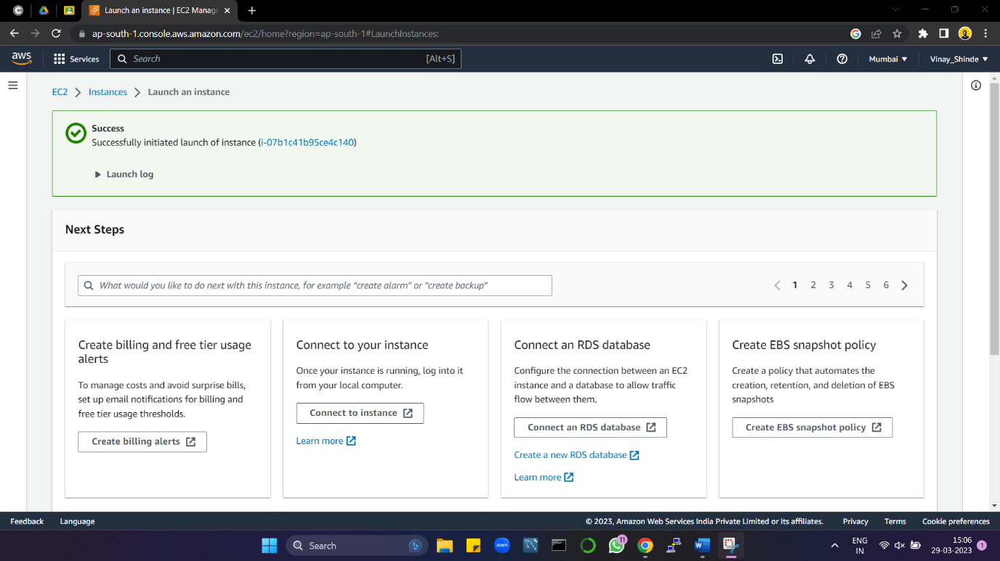 Launch an instance | EC2 Manage
ap-south-1.console.aws.amazon.com/ec2/home?region=ap-south-1#LaunchInstances:
aws
Services
Search
[Alt+S]
Mumbai
Vinay_Shinde
EC2
Instances
Launch an instance
Success
Successfully initiated launch of instance (i-07b1c41b95ce4c140)
Launch log
Next Steps
What would you like to do next with this instance, for example “create alarm” or “create backup”
1 2 3 4 5 6
Create billing and free tier usage
alerts
To manage costs and avoid surprise bills,
set up email notifications for billing and
free tier usage thresholds.
Create billing alerts
Connect to your instance
Once your instance is running, log into it
from your local computer.
Connect to instance
Learn more
Connect an RDS database
Configure the connection between an EC2
instance and a database to allow traffic
flow between them.
Connect an RDS database
Create a new RDS database
Learn more
Create EBS snapshot policy
Create a policy that automates the
creation, retention, and deletion of EBS
snapshots
Create EBS snapshot policy
Feedback
Language
© 2023, Amazon Web Services India Private Limited or its affiliates.
Privacy
Terms
Cookie preferences
Search
zoom
11
W
ENG
IN
15:06
29-03-2023
1